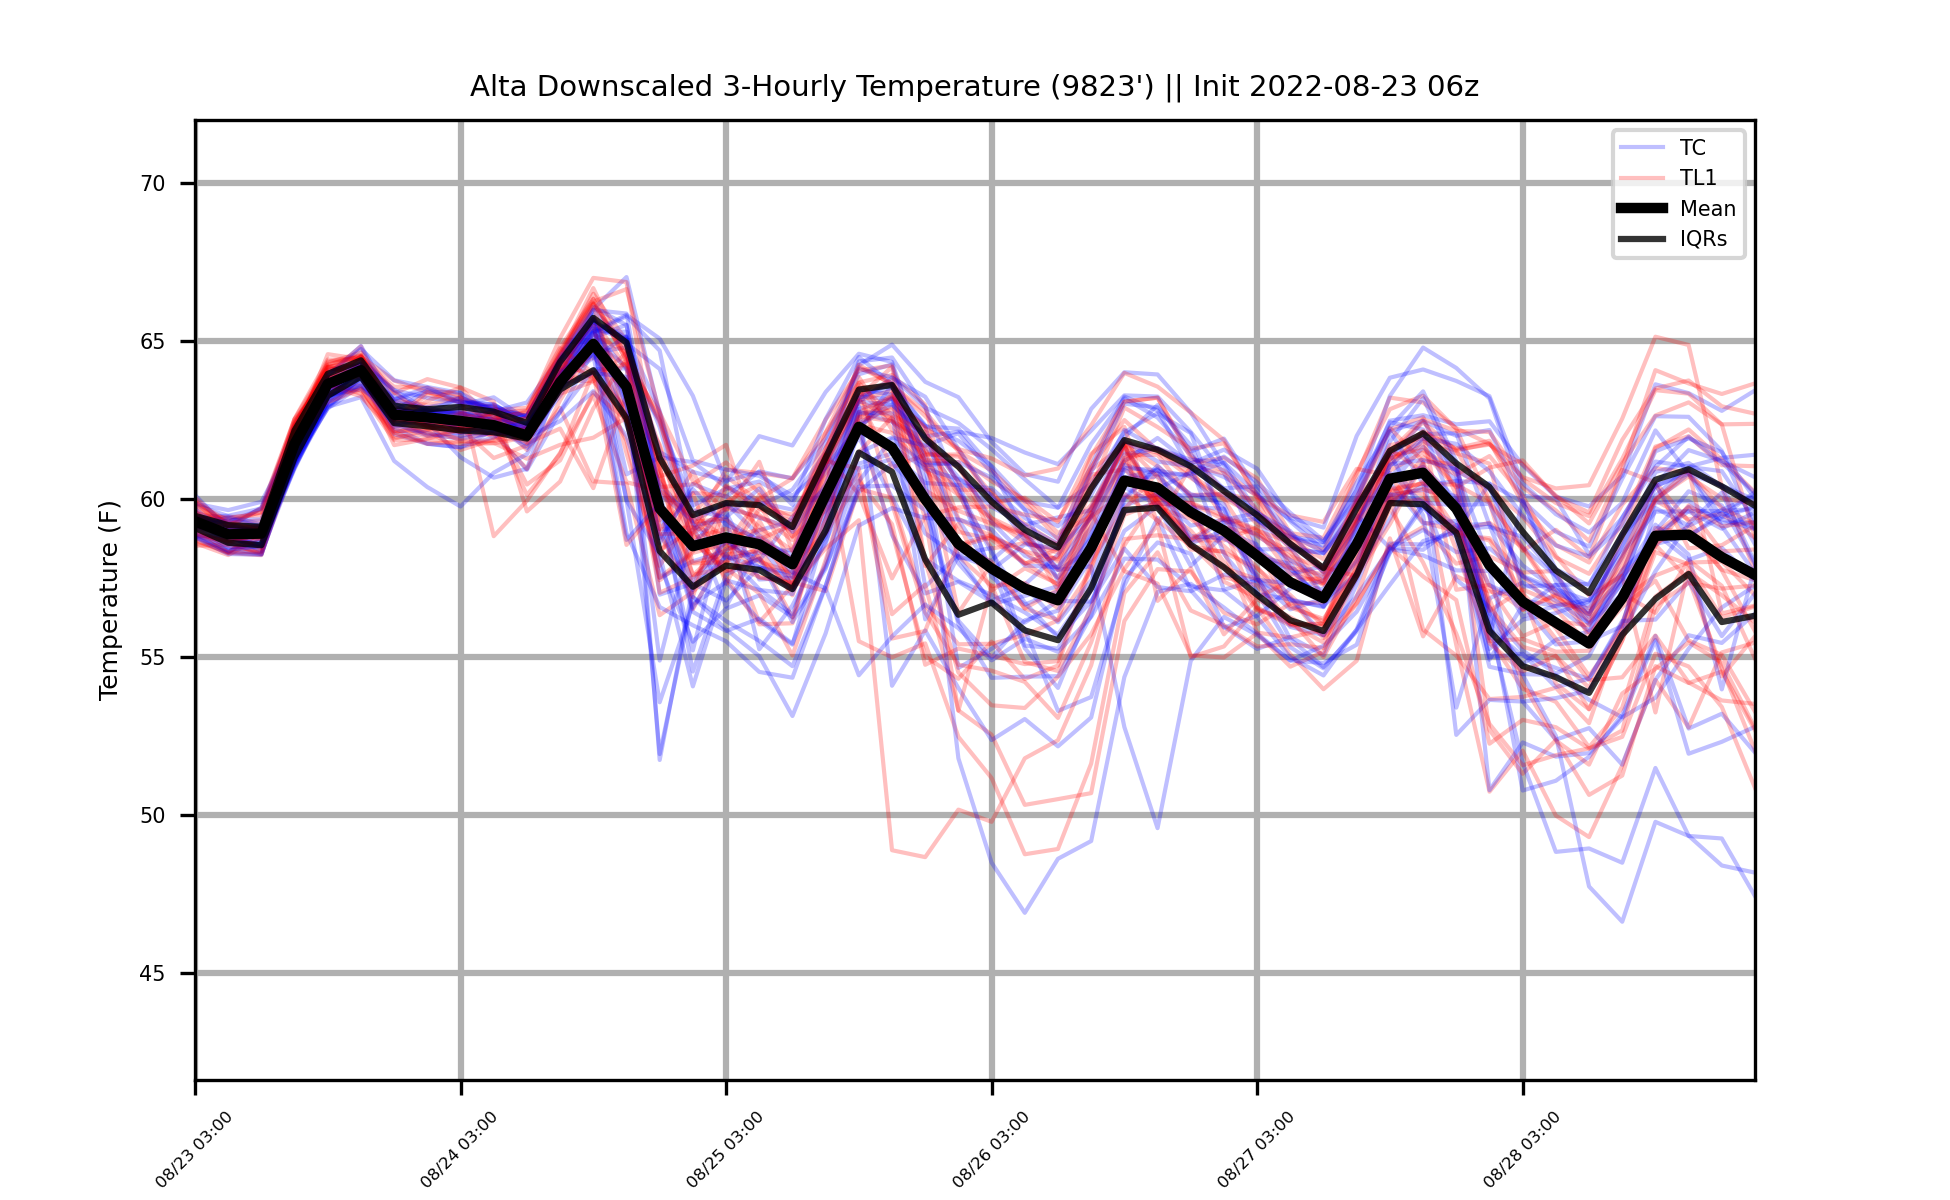 Alta Downscaled 3-Hourly Temperature (9823') || Init 2022-08-23 06z
TC
TL1
Mean
IQRs
Temperature (F)
70
65
60
55
50
45
08/23 03:00
08/24 03:00
08/25 03:00
08/26 03:00
08/27 03:00
08/28 03:00